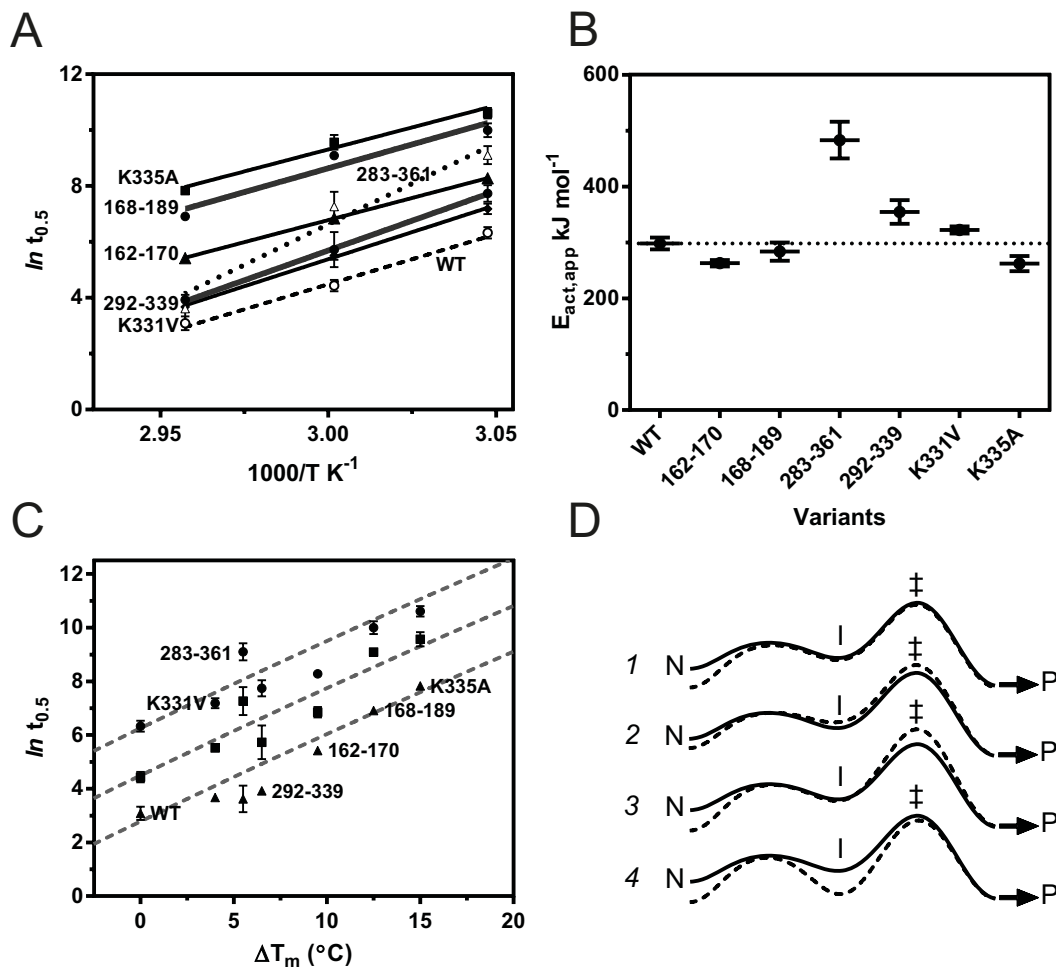 A
12
8
4
0
ln t0.5
K335A
168-189
162-170
292-339
K331V
283-361
WT
2.95
3.00
3.05
1000/T K-1
B
600
400
200
0
Eact,app kJ mol-1
WT
162-170
168-189
283-361
292-339
K331V
K335A
Variants
C
12
10
8
6
4
2
0
ln t0.5
283-361
K331V
K335A
168-189
162-170
292-339
WT
0
5
10
15
20
ΔTm (°C)
D
‡
1 N I P
‡
2 N I P
‡
3 N I P
‡
4 N I P